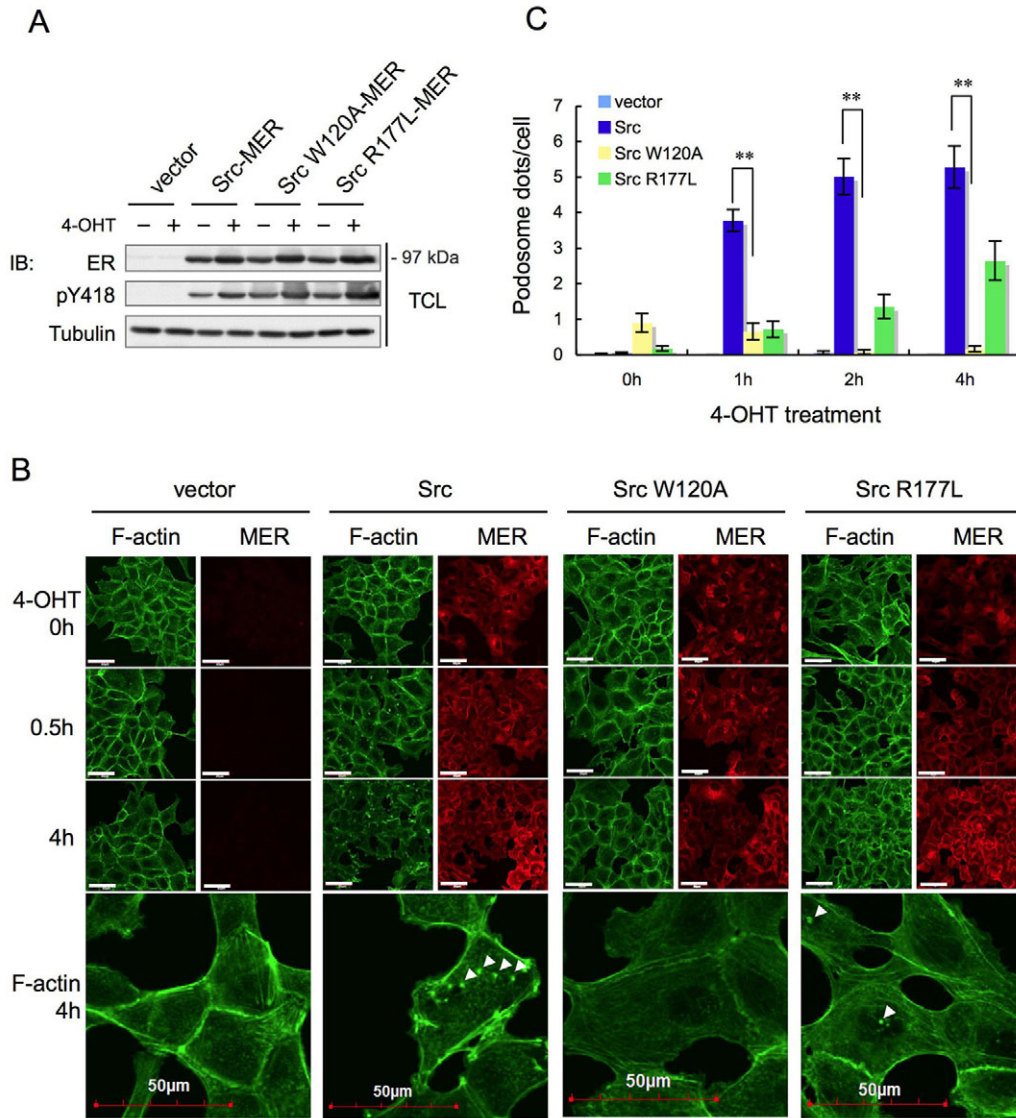 A
vector
Src-MER
Src W120A-MER
Src R177L-MER
4-OHT − + − + − + − +
IB: ER - 97 kDa
pY418 TCL
Tubulin
C
vector
Src
Src W120A
Src R177L
** ** **
Podosome dots/cell
7
6
5
4
3
2
1
0
0h 1h 2h 4h
4-OHT treatment
B
vector Src Src W120A Src R177L
F-actin MER F-actin MER F-actin MER F-actin MER
4-OHT
0h
0.5h
4h
F-actin
4h
50µm 50µm 50µm 50µm